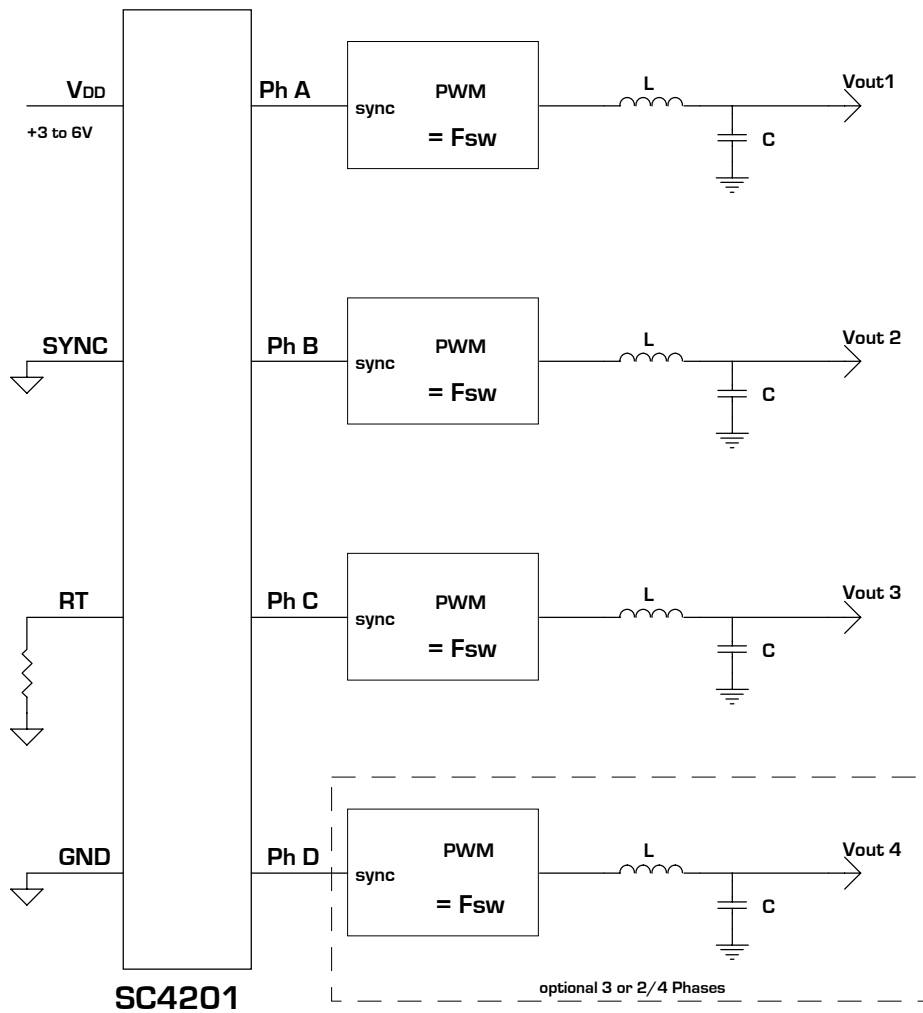 VDD
+3 to 6V
Ph A
sync
PWM
= Fsw
L
C
Vout1
SYNC
Ph B
sync
PWM
= Fsw
L
C
Vout 2
RT
Ph C
sync
PWM
= Fsw
L
C
Vout 3
GND
Ph D
sync
PWM
= Fsw
L
C
Vout 4
optional 3 or 2/4 Phases
SC4201